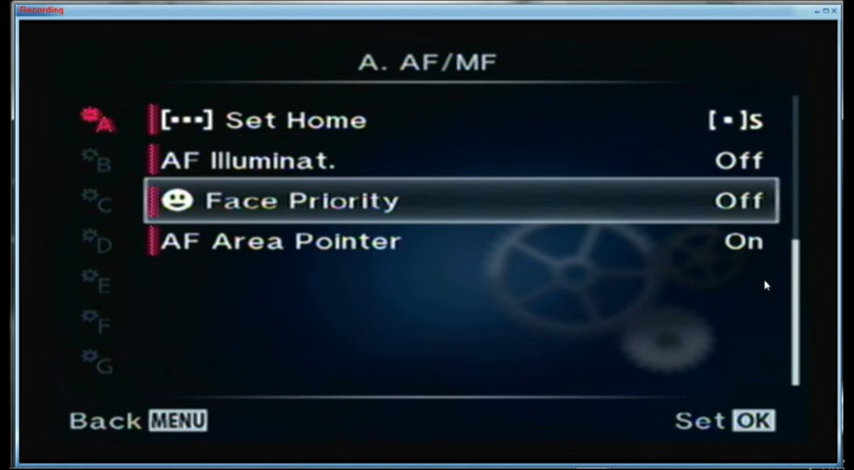 Recording
A. AF/MF
A [•••] Set Home [▪]S
B AF Illuminat. Off
C Face Priority Off
D AF Area Pointer On
E
F
G
Back MENU Set OK